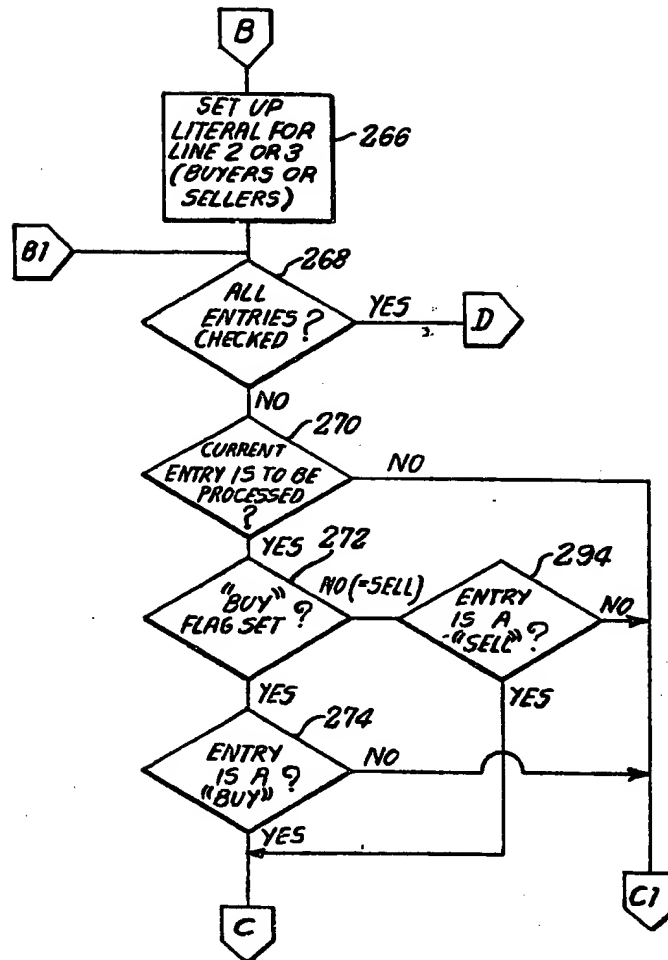 B
SET UP
LITERAL FOR
LINE 2 OR 3
(BUYERS OR
SELLERS)
266
B1
268
ALL
ENTRIES
CHECKED ?
YES
D
NO
270
CURRENT
ENTRY IS TO BE
PROCESSED
?
NO
YES
272
"BUY"
FLAG SET ?
NO (=SELL)
294
ENTRY
IS A
"SELL" ?
NO
YES
YES
274
ENTRY
IS A
"BUY" ?
NO
YES
C
C1